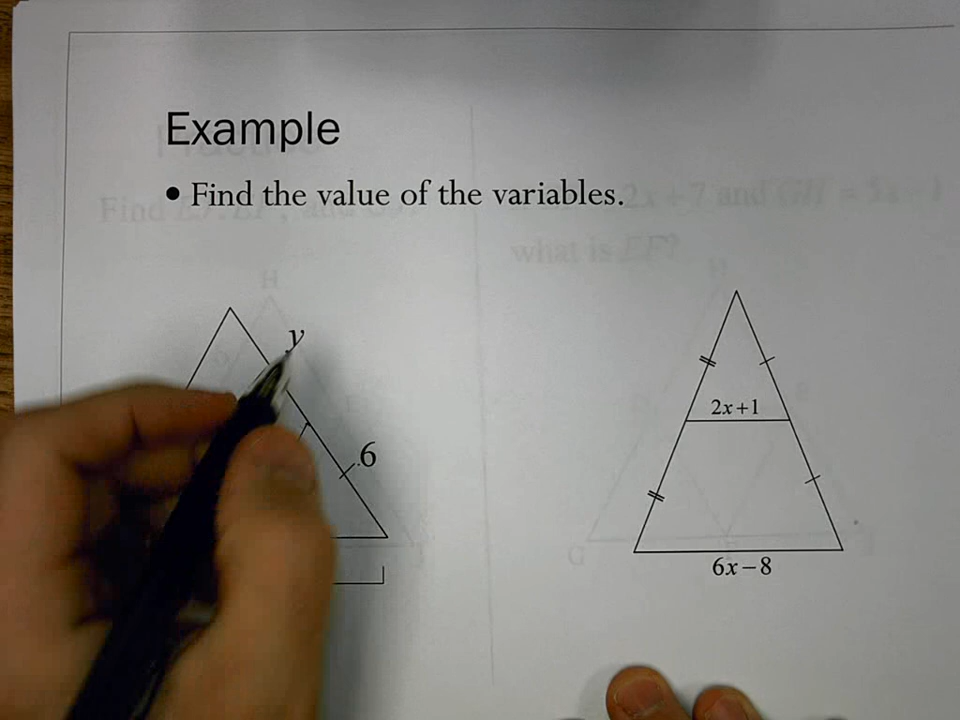 Example
• Find the value of the variables.
y
6
2x+1
6x−8